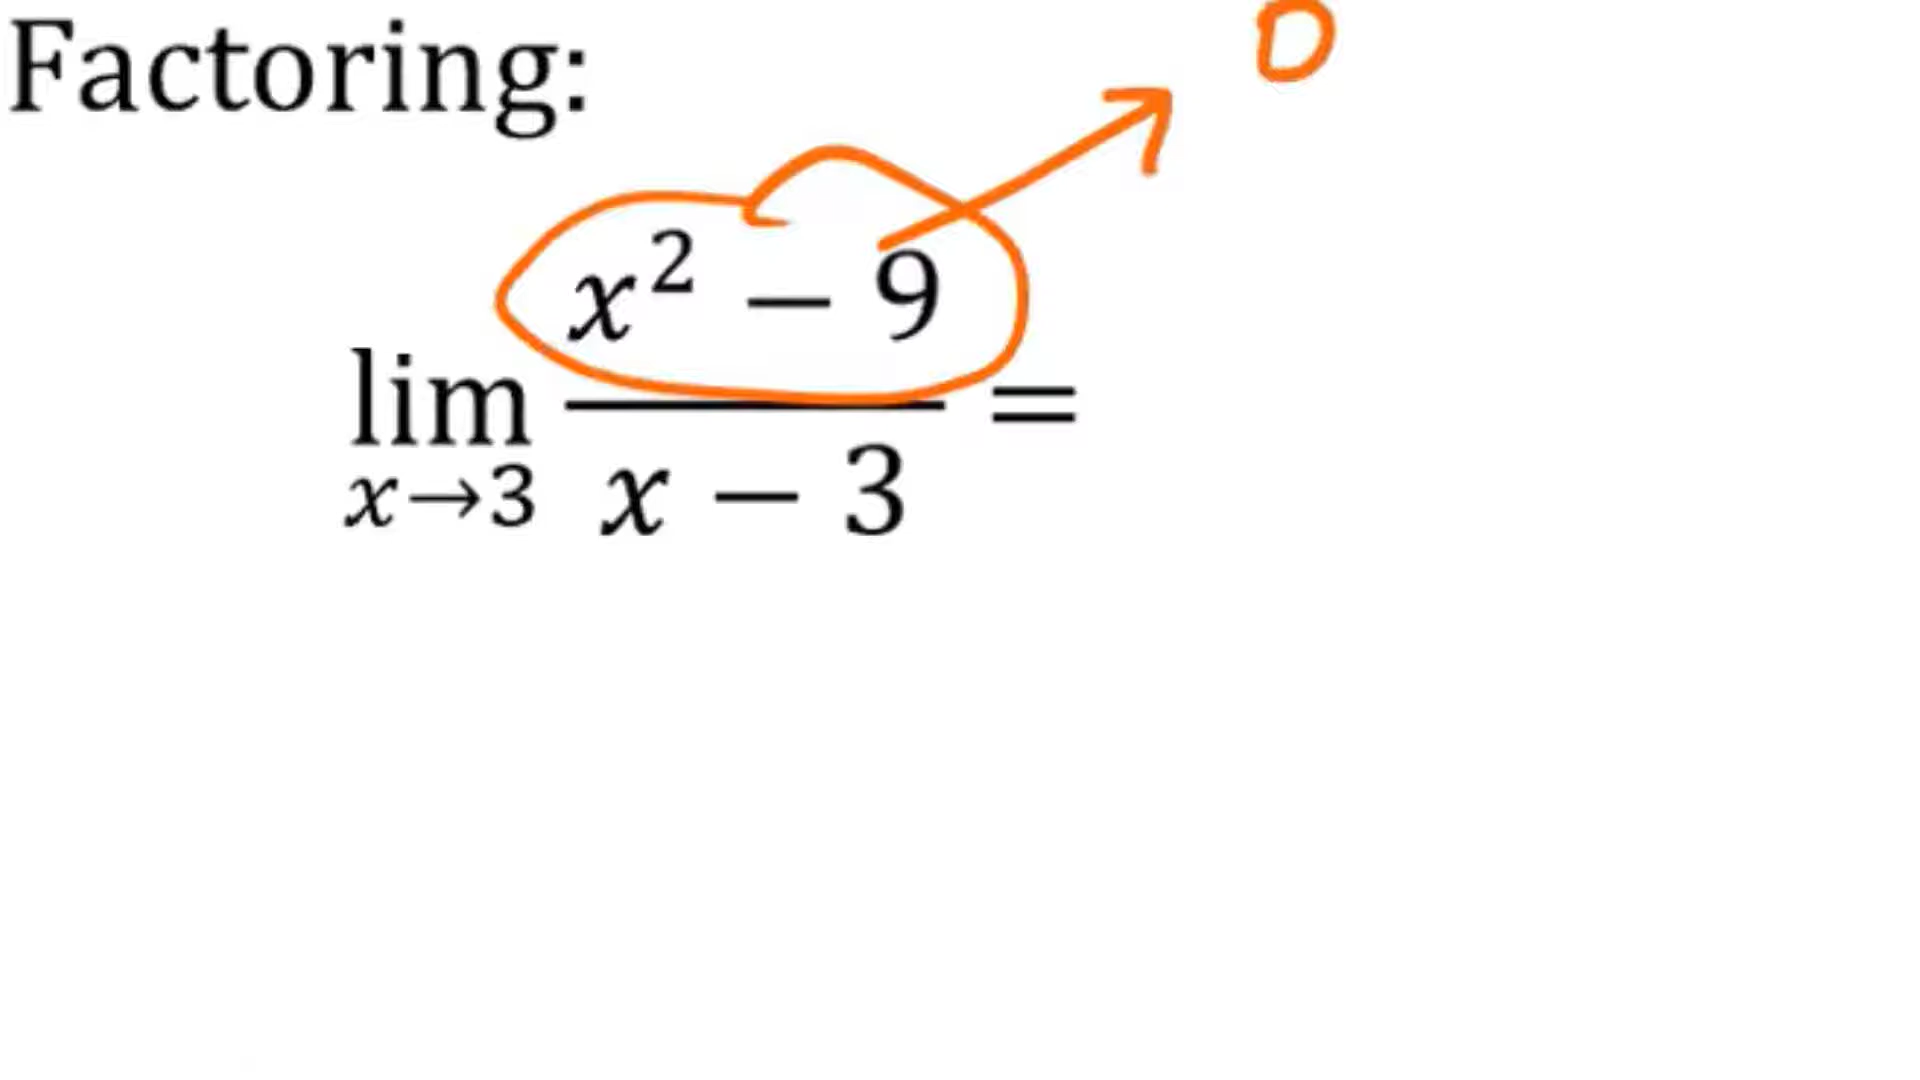 Factoring:
0
x² − 9
lim ――― =
x→3 x − 3